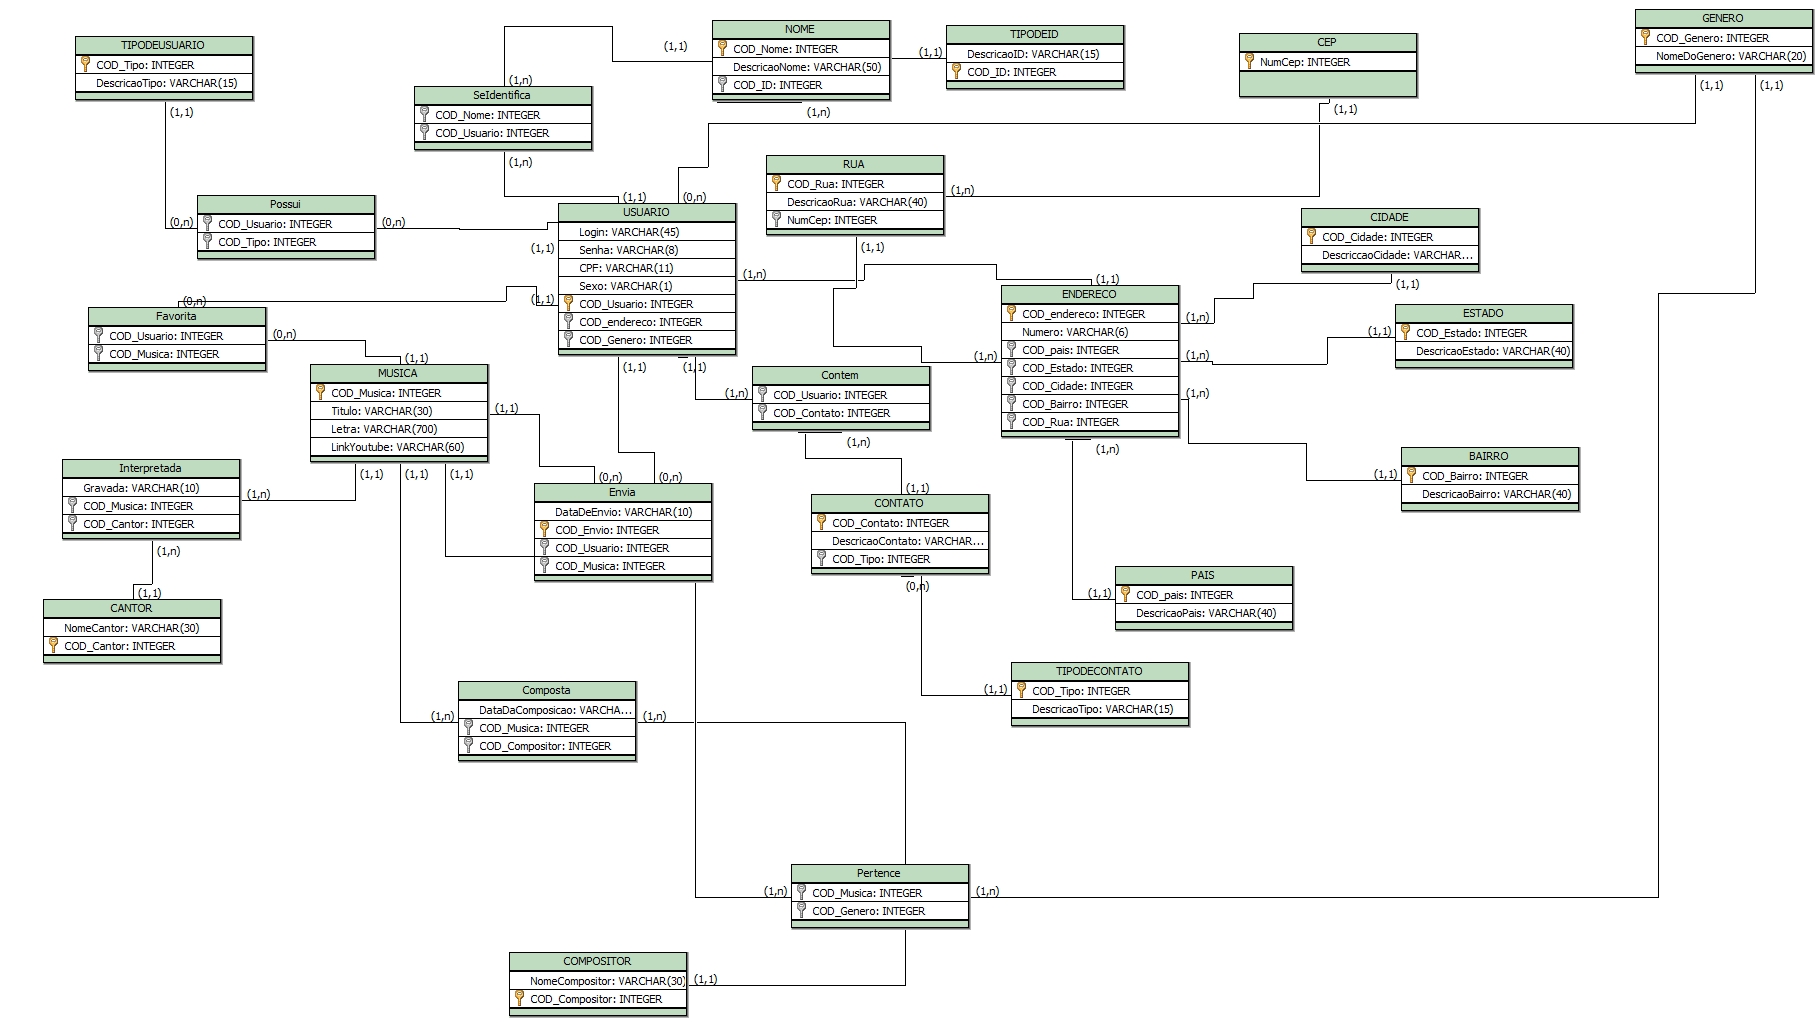 TIPODEUSUARIO
COD_Tipo: INTEGER
DescricaoTipo: VARCHAR(15)
(1,1)
SeIdentifica
COD_Nome: INTEGER
COD_Usuario: INTEGER
(1,n)
(1,n)
(1,1)
NOME
COD_Nome: INTEGER
DescricaoNome: VARCHAR(50)
COD_ID: INTEGER
(1,n)
(1,1)
TIPODEID
DescricaoID: VARCHAR(15)
COD_ID: INTEGER
CEP
NumCep: INTEGER
(1,1)
GENERO
COD_Genero: INTEGER
NomeDoGenero: VARCHAR(20)
(1,1)
(1,1)
Possui
COD_Usuario: INTEGER
COD_Tipo: INTEGER
(0,n)
(0,n)
USUARIO
Login: VARCHAR(45)
Senha: VARCHAR(8)
CPF: VARCHAR(11)
Sexo: VARCHAR(1)
COD_Usuario: INTEGER
COD_endereco: INTEGER
COD_Genero: INTEGER
(1,1)
(0,n)
(1,1)
(1,1)
(1,n)
(1,1)
(1,1)
RUA
COD_Rua: INTEGER
DescricaoRua: VARCHAR(40)
NumCep: INTEGER
(1,n)
(1,1)
CIDADE
COD_Cidade: INTEGER
DescriccaoCidade: VARCHAR...
(1,1)
Favorita
COD_Usuario: INTEGER
COD_Musica: INTEGER
(0,n)
(0,n)
ENDERECO
COD_endereco: INTEGER
Numero: VARCHAR(6)
COD_pais: INTEGER
COD_Estado: INTEGER
COD_Cidade: INTEGER
COD_Bairro: INTEGER
COD_Rua: INTEGER
(1,1)
(1,n)
(1,n)
(1,n)
(1,n)
(1,n)
ESTADO
COD_Estado: INTEGER
DescricaoEstado: VARCHAR(40)
(1,1)
MUSICA
COD_Musica: INTEGER
Titulo: VARCHAR(30)
Letra: VARCHAR(700)
LinkYoutube: VARCHAR(60)
(1,1)
(1,1)
(1,1)
(1,1)
(1,1)
Contem
COD_Usuario: INTEGER
COD_Contato: INTEGER
(1,n)
(1,n)
BAIRRO
COD_Bairro: INTEGER
DescricaoBairro: VARCHAR(40)
(1,1)
Interpretada
Gravada: VARCHAR(10)
COD_Musica: INTEGER
COD_Cantor: INTEGER
(1,n)
(1,n)
Envia
DataDeEnvio: VARCHAR(10)
COD_Envio: INTEGER
COD_Usuario: INTEGER
COD_Musica: INTEGER
(0,n)
(0,n)
CONTATO
COD_Contato: INTEGER
DescricaoContato: VARCHAR...
COD_Tipo: INTEGER
(1,1)
(0,n)
PAIS
COD_pais: INTEGER
DescricaoPais: VARCHAR(40)
(1,1)
CANTOR
NomeCantor: VARCHAR(30)
COD_Cantor: INTEGER
(1,1)
TIPODECONTATO
COD_Tipo: INTEGER
DescricaoTipo: VARCHAR(15)
(1,1)
Composta
DataDaComposicao: VARCHA...
COD_Musica: INTEGER
COD_Compositor: INTEGER
(1,n)
(1,n)
Pertence
COD_Musica: INTEGER
COD_Genero: INTEGER
(1,n)
(1,n)
COMPOSITOR
NomeCompositor: VARCHAR(30)
COD_Compositor: INTEGER
(1,1)